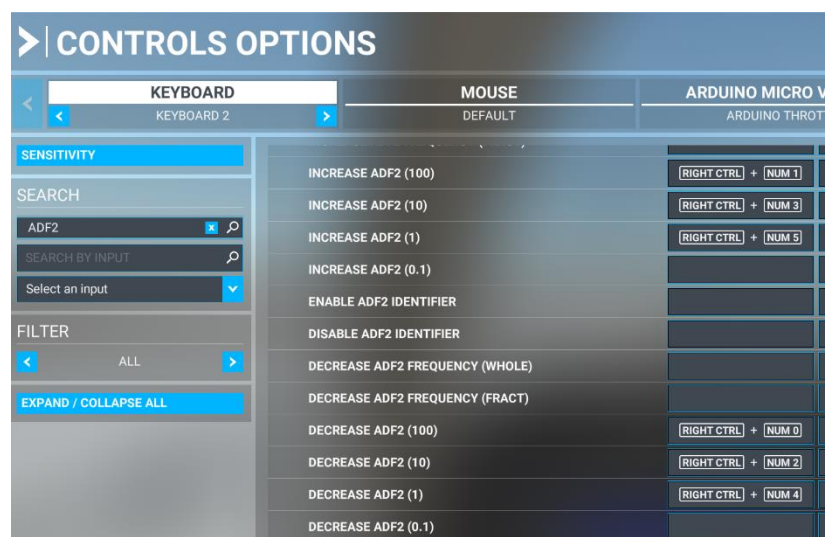 CONTROLS OPTIONS
KEYBOARD
KEYBOARD 2
MOUSE
DEFAULT
ARDUINO MICRO
ARDUINO
SENSITIVITY
SEARCH
ADF2
SEARCH BY INPUT
Select an input
FILTER
ALL
EXPAND / COLLAPSE ALL
INCREASE ADF2 (100) RIGHT CTRL + NUM 1
INCREASE ADF2 (10) RIGHT CTRL + NUM 3
INCREASE ADF2 (1) RIGHT CTRL + NUM 5
INCREASE ADF2 (0.1)
ENABLE ADF2 IDENTIFIER
DISABLE ADF2 IDENTIFIER
DECREASE ADF2 FREQUENCY (WHOLE)
DECREASE ADF2 FREQUENCY (FRACT)
DECREASE ADF2 (100) RIGHT CTRL + NUM 0
DECREASE ADF2 (10) RIGHT CTRL + NUM 2
DECREASE ADF2 (1) RIGHT CTRL + NUM 4
DECREASE ADF2 (0.1)